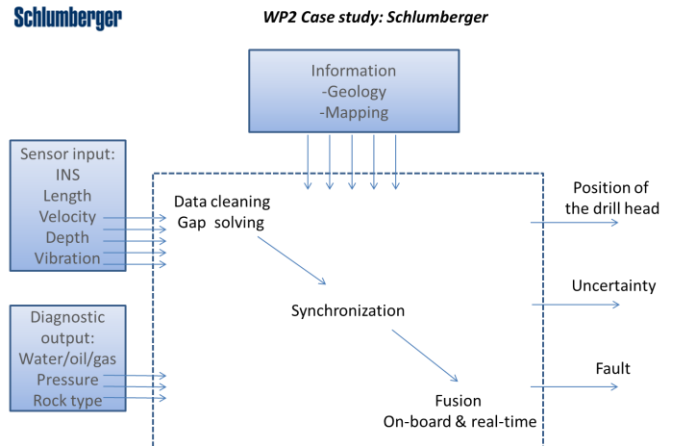 Schlumberger
WP2 Case study: Schlumberger
Information
-Geology
-Mapping
Sensor input:
INS
Length
Velocity
Depth
Vibration
Data cleaning
Gap solving
Position of
the drill head
Synchronization
Uncertainty
Diagnostic
output:
Water/oil/gas
Pressure
Rock type
Fault
Fusion
On-board & real-time